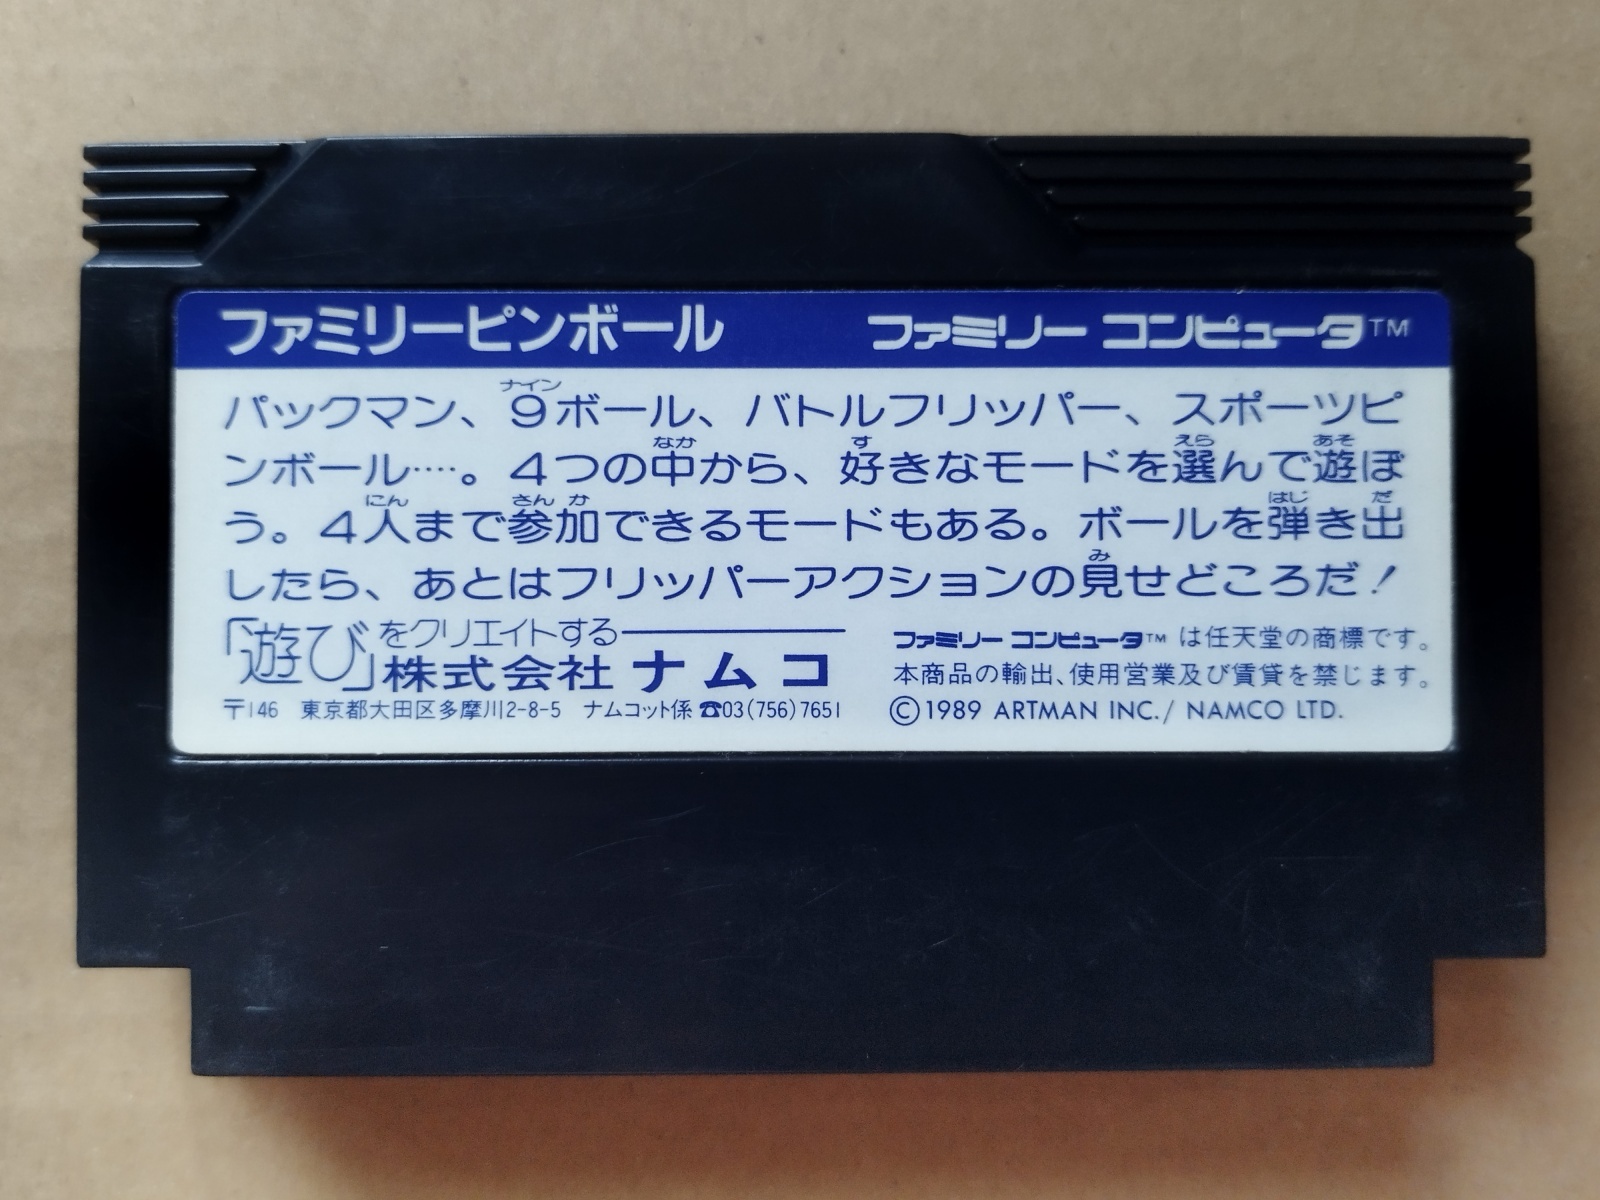 ファミリーピンボール ファミリー コンピュータ™
パックマン、9ボール、バトルフリッパー、スポーツピ
ナイン
ンボール‥‥。4つの中から、好きなモードを選んで遊ぼ
なか す えら あそ
う。4人まで参加できるモードもある。ボールを弾き出
にん さん か はじ だ
したら、あとはフリッパーアクションの見せどころだ！
み
「遊び」をクリエイトする
株式会社 ナムコ
〒146 東京都大田区多摩川2-8-5 ナムコット係 ☎03(756)7651
ファミリー コンピュータ™ は任天堂の商標です。
本商品の輸出、使用営業及び賃貸を禁じます。
©1989 ARTMAN INC./ NAMCO LTD.